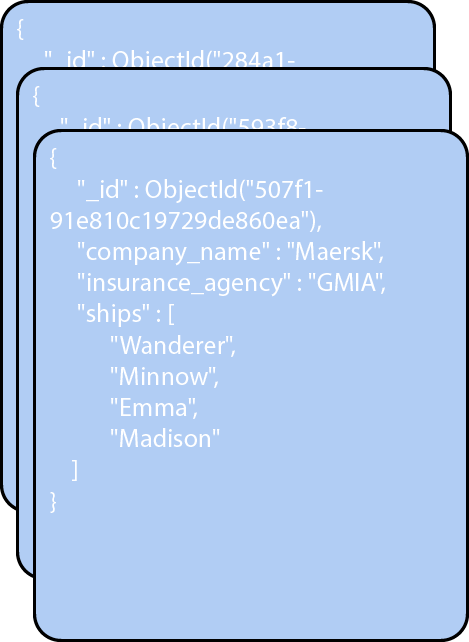 {
"_id" : ObjectId("284a1-
{
"_id" : ObjectId("593f8-
{
"_id" : ObjectId("507f1-
91e810c19729de860ea"),
"company_name" : "Maersk",
"insurance_agency" : "GMIA",
"ships" : [
"Wanderer",
"Minnow",
"Emma",
"Madison"
]
}